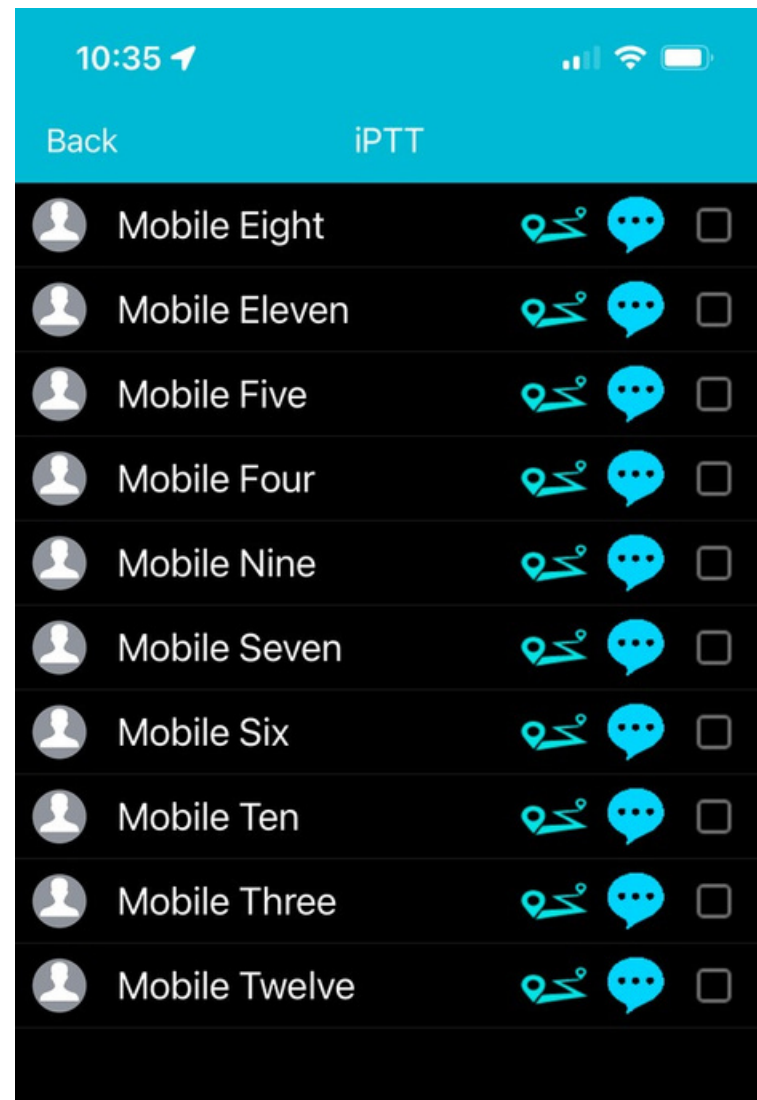 10:35
Back iPTT
Mobile Eight
Mobile Eleven
Mobile Five
Mobile Four
Mobile Nine
Mobile Seven
Mobile Six
Mobile Ten
Mobile Three
Mobile Twelve